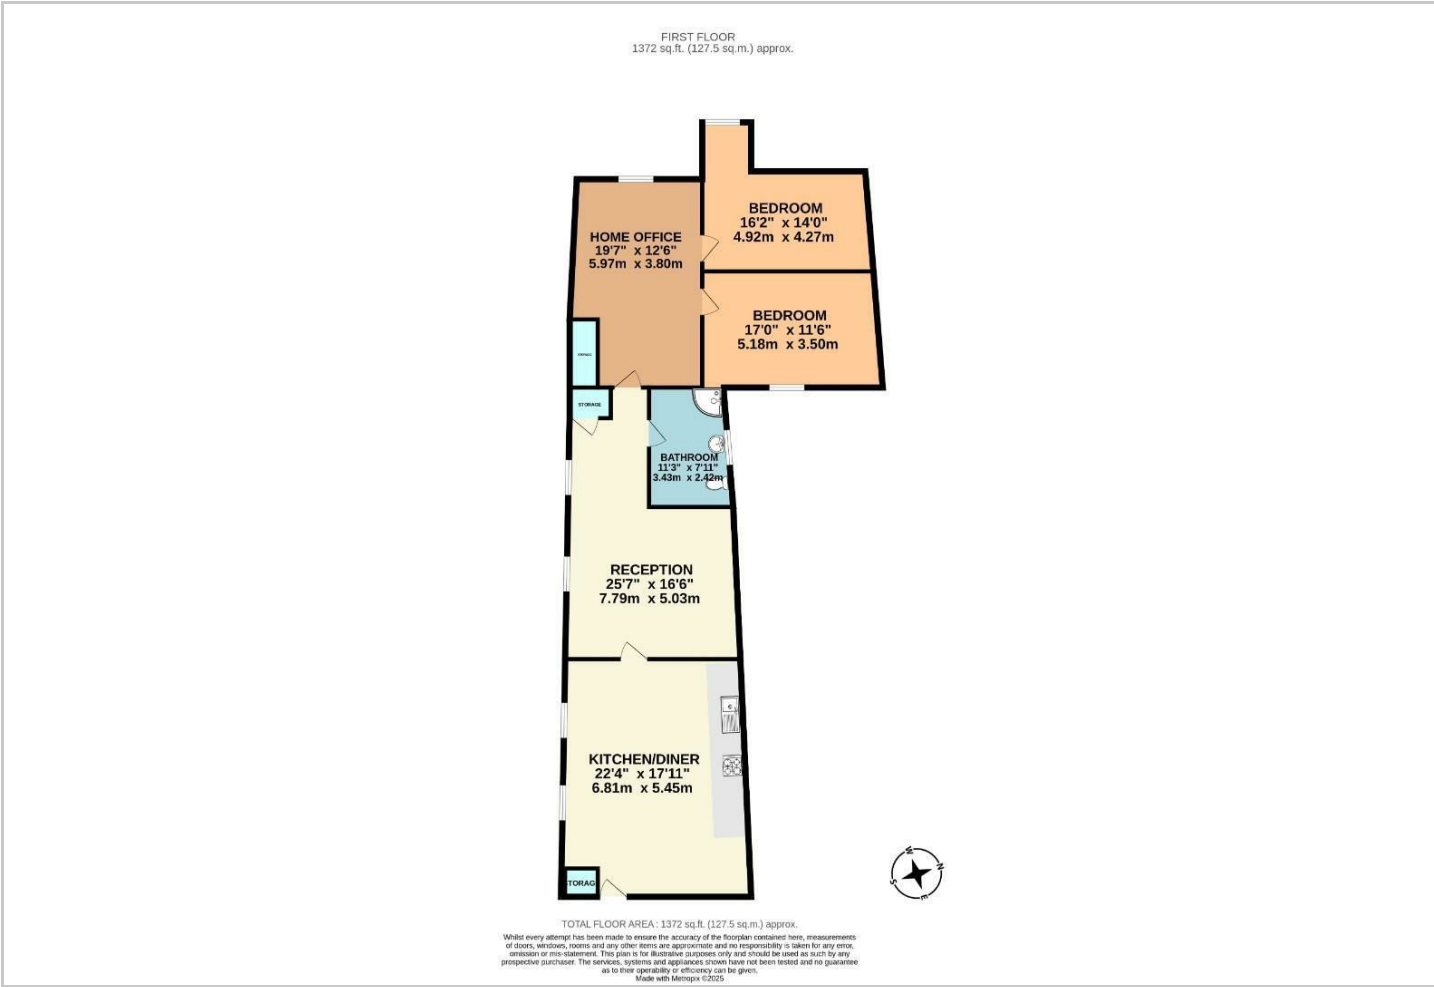 FIRST FLOOR
1372 sq.ft. (127.5 sq.m.) approx.
BEDROOM
16'2" x 14'0"
4.92m x 4.27m
HOME OFFICE
19'7" x 12'6"
5.97m x 3.80m
BEDROOM
17'0" x 11'6"
5.18m x 3.50m
STORAGE
BATHROOM
11'3" x 7'11"
3.43m x 2.42m
RECEPTION
25'7" x 16'6"
7.79m x 5.03m
KITCHEN/DINER
22'4" x 17'11"
6.81m x 5.45m
TORAG
W
N
S
E
TOTAL FLOOR AREA : 1372 sq.ft. (127.5 sq.m.) approx.
Whilst every attempt has been made to ensure the accuracy of the floorplan contained here, measurements
of doors, windows, rooms and any other items are approximate and no responsibility is taken for any error,
omission or mis-statement. This plan is for illustrative purposes only and should be used as such by any
prospective purchaser. The services, systems and appliances shown have not been tested and no guarantee
as to their operability or efficiency can be given.
Made with Metropix ©2025